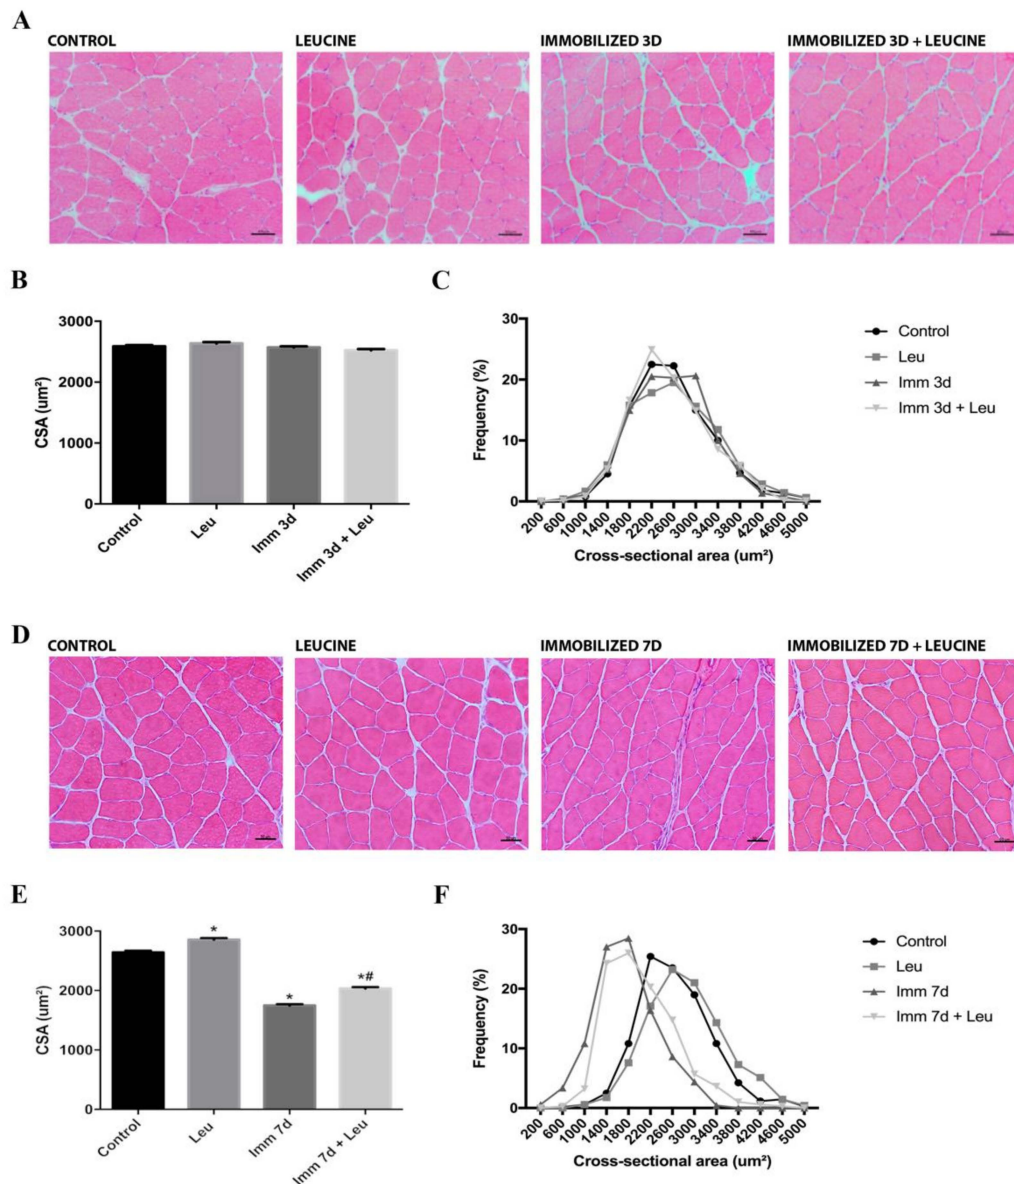 A
CONTROL
LEUCINE
IMMOBILIZED 3D
IMMOBILIZED 3D + LEUCINE
B
CSA (um²)
3000
2000
1000
0
Control
Leu
Imm 3d
Imm 3d + Leu
C
Frequency (%)
30
20
10
0
200
600
1000
1400
1800
2200
2600
3000
3400
3800
4200
4600
5000
Cross-sectional area (um²)
Control
Leu
Imm 3d
Imm 3d + Leu
D
CONTROL
LEUCINE
IMMOBILIZED 7D
IMMOBILIZED 7D + LEUCINE
E
CSA (um²)
3000
2000
1000
0
*
*
*#
Control
Leu
Imm 7d
Imm 7d + Leu
F
Frequency (%)
30
20
10
0
200
600
1000
1400
1800
2200
2600
3000
3400
3800
4200
4600
5000
Cross-sectional area (um²)
Control
Leu
Imm 7d
Imm 7d + Leu